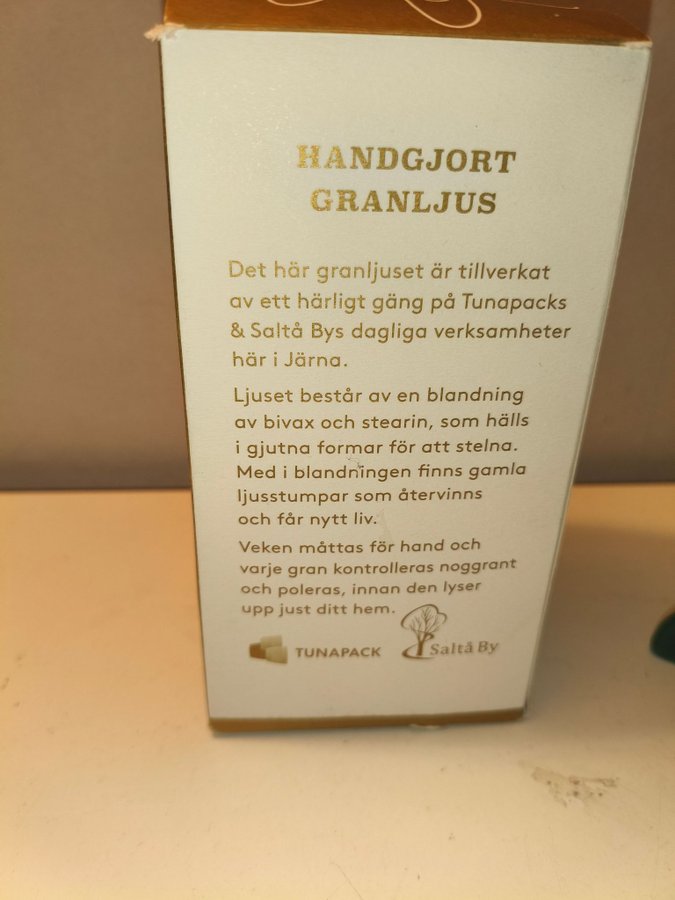 HANDGJORT
GRANLJUS
Det här granljuset är tillverkat
av ett härligt gäng på Tunapacks
& Saltå Bys dagliga verksamheter
här i Järna.
Ljuset består av en blandning
av bivax och stearin, som hälls
i gjutna formar för att stelna.
Med i blandningen finns gamla
ljusstumpar som återvinns
och får nytt liv.
Veken måttas för hand och
varje gran kontrolleras noggrant
och poleras, innan den lyser
upp just ditt hem.
TUNAPACK
Saltå By